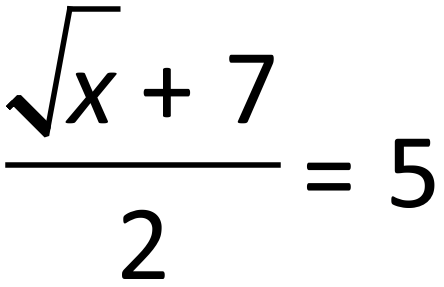 (√x + 7)/2 = 5